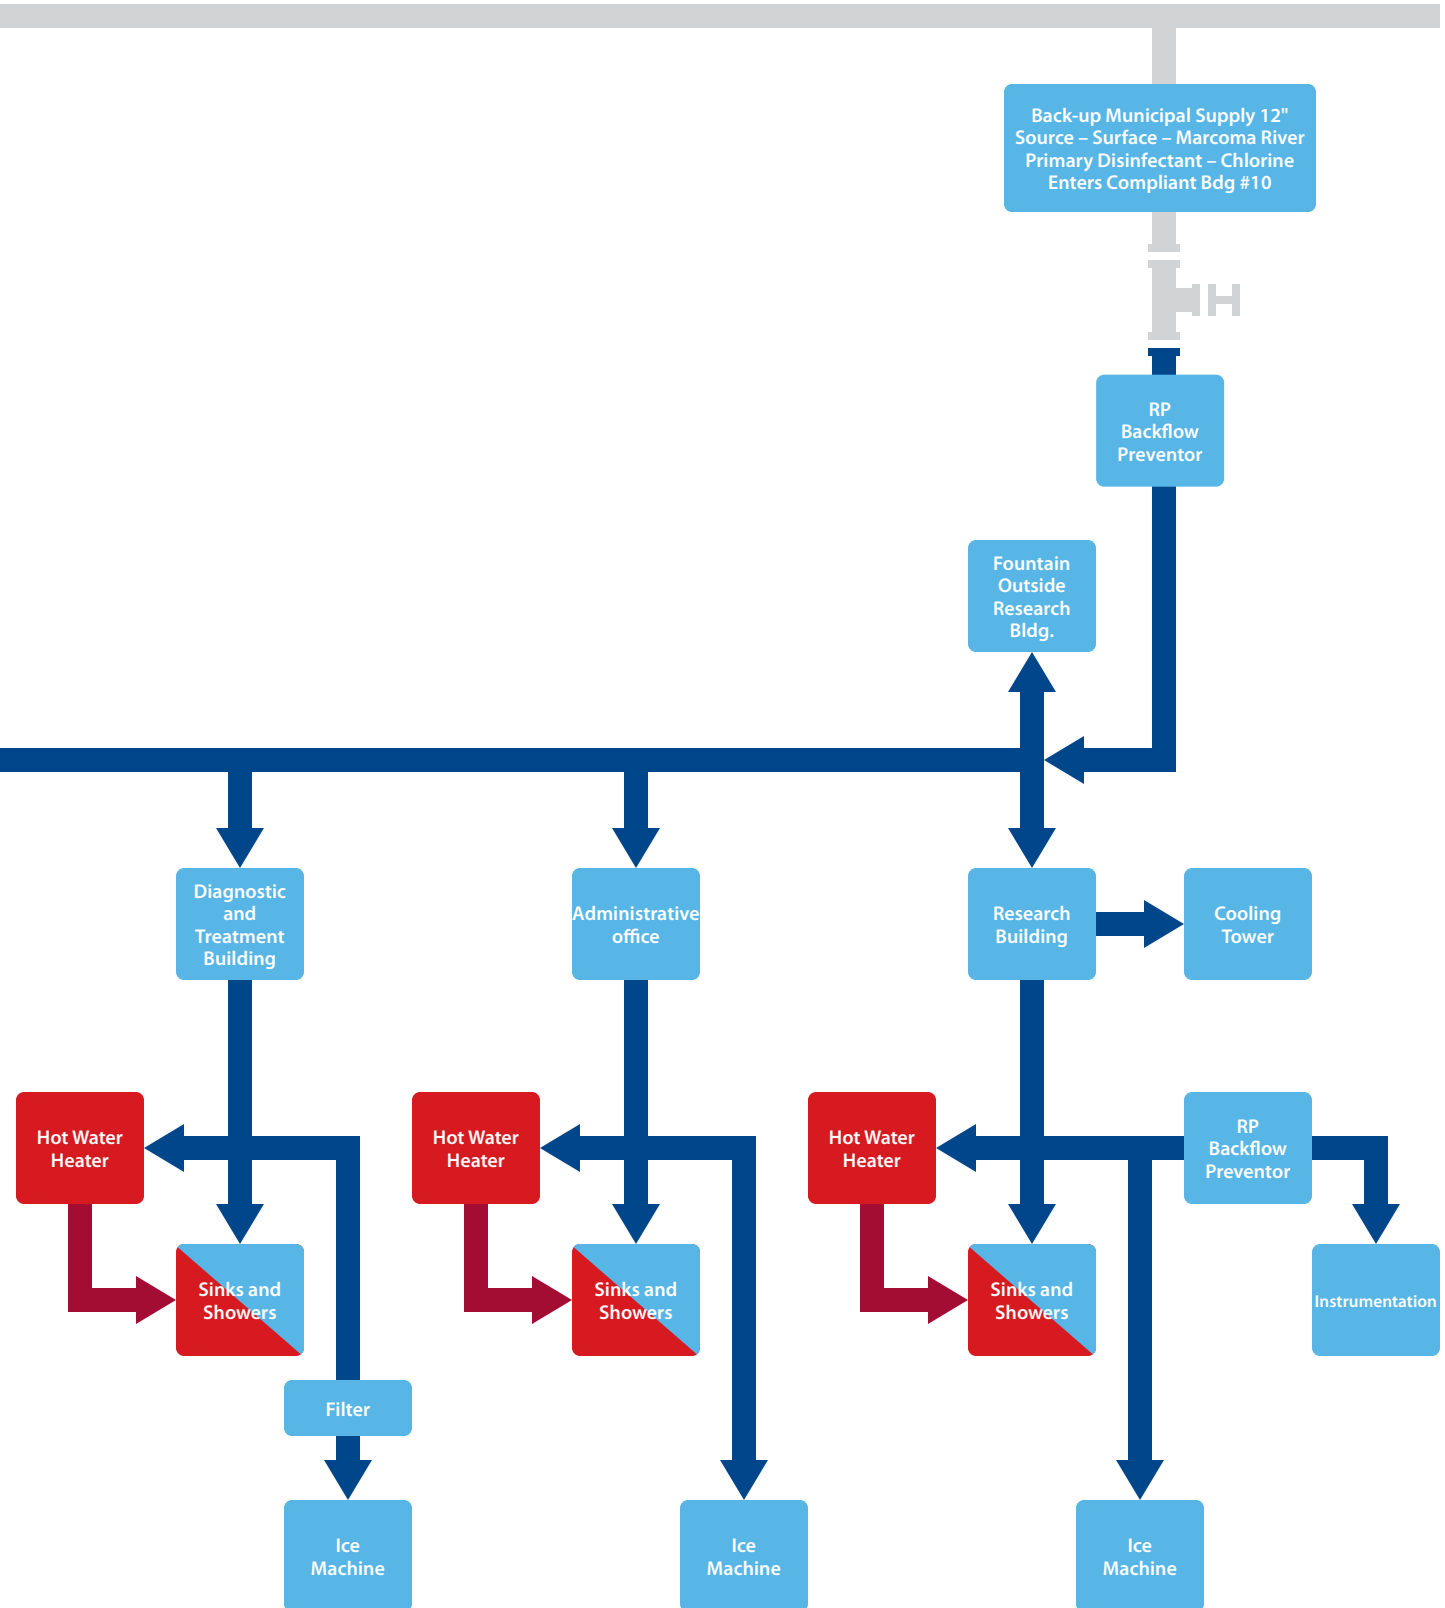 Back-up Municipal Supply 12"
Source – Surface – Marcoma River
Primary Disinfectant – Chlorine
Enters Compliant Bdg #10
RP
Backflow
Preventor
Fountain
Outside
Research
Bldg.
Diagnostic
and
Treatment
Building
Administrative
office
Research
Building
Cooling
Tower
Hot Water
Heater
Hot Water
Heater
Hot Water
Heater
RP
Backflow
Preventor
Sinks and
Showers
Sinks and
Showers
Sinks and
Showers
Instrumentation
Filter
Ice
Machine
Ice
Machine
Ice
Machine